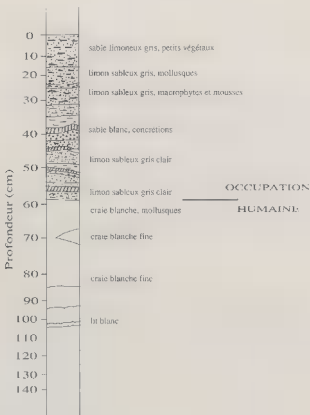 0
sable limoneux gris, petits végétaux
10
limon sableux gris, mollusques
20
limon sableux gris, macrophytes et mousses
30
sable blanc, concrétions
40
limon sableux gris clair
50
limon sableux gris clair
OCCUPATION
60
craie blanche, mollusques
HUMAINE
70
craie blanche fine
80
craie blanche fine
90
100
lit blanc
110
120
130
140
Profondeur (cm)